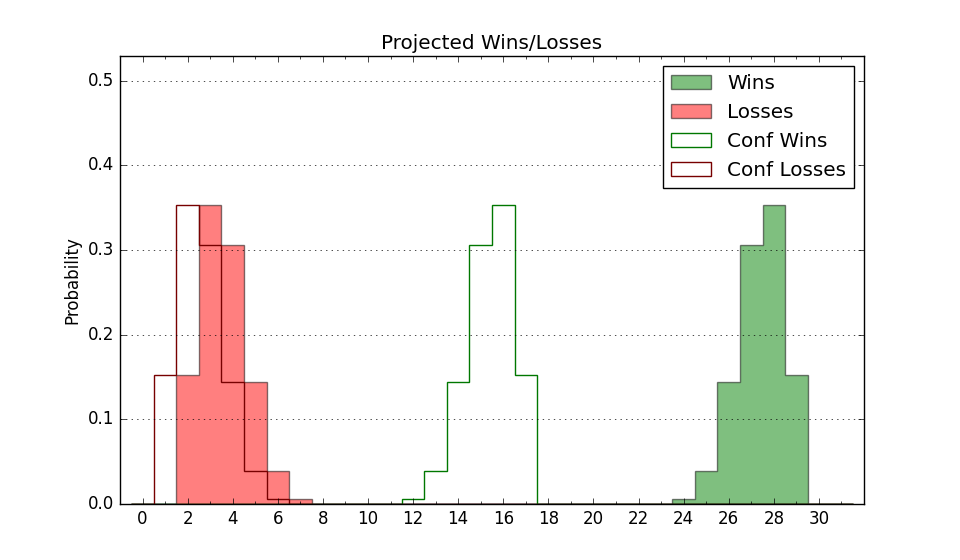 Projected Wins/Losses
Wins
Losses
Conf Wins
Conf Losses
Probability
0.5
0.4
0.3
0.2
0.1
0.0
0 2 4 6 8 10 12 14 16 18 20 22 24 26 28 30